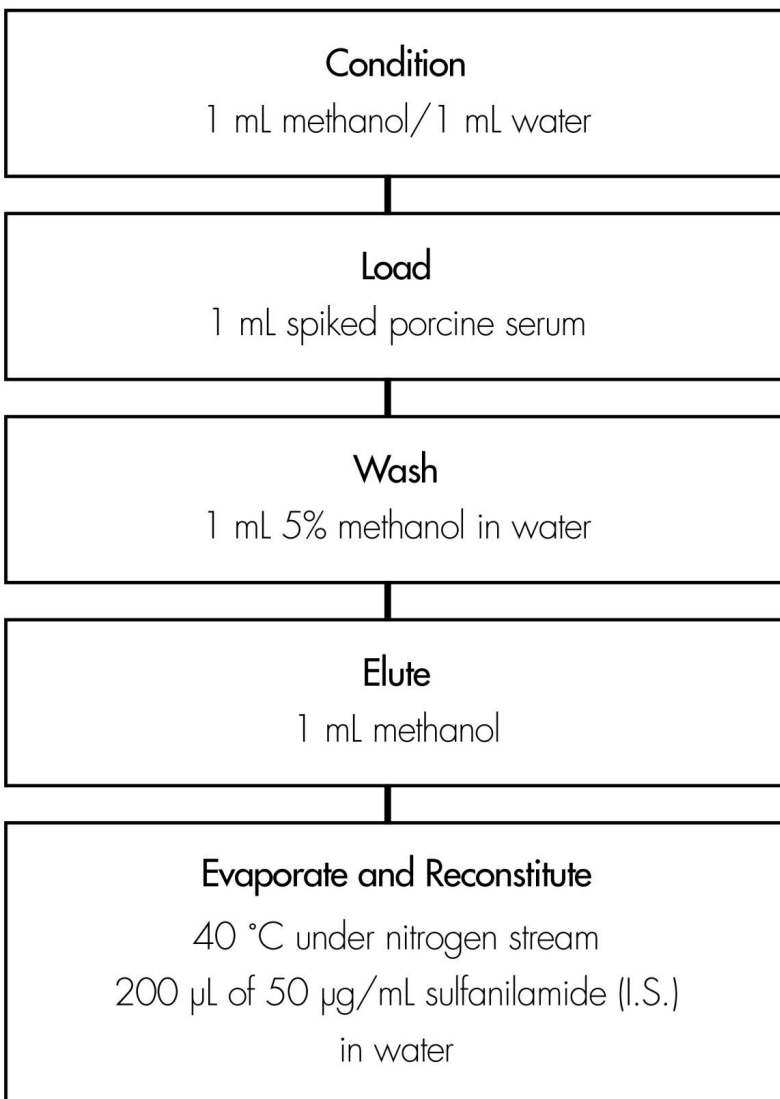 Condition
1 mL methanol/1 mL water
Load
1 mL spiked porcine serum
Wash
1 mL 5% methanol in water
Elute
1 mL methanol
Evaporate and Reconstitute
40 °C under nitrogen stream
200 µL of 50 µg/mL sulfanilamide (I.S.)
in water